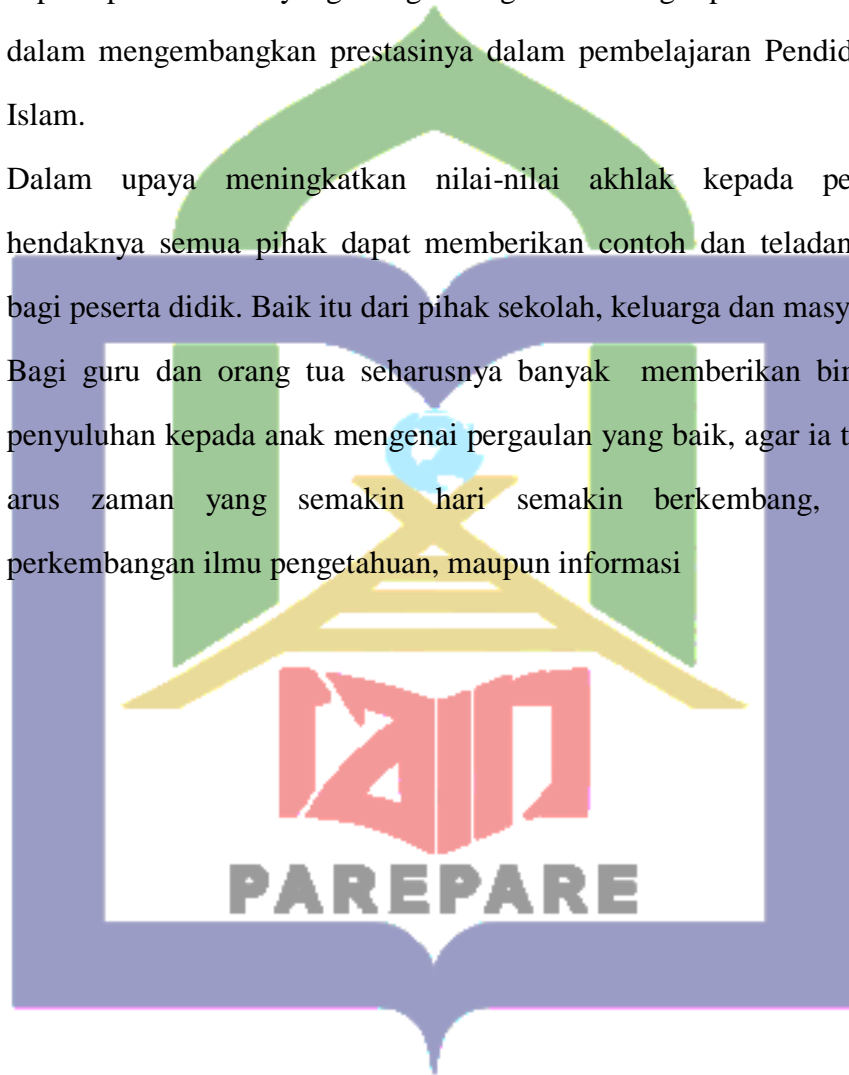 dalam mengembangkan prestasinya dalam pembelajaran Pendid
Islam.
Dalam upaya meningkatkan nilai-nilai akhlak kepada pe
hendaknya semua pihak dapat memberikan contoh dan teladan
bagi peserta didik. Baik itu dari pihak sekolah, keluarga dan masy
Bagi guru dan orang tua seharusnya banyak memberikan bin
penyuluhan kepada anak mengenai pergaulan yang baik, agar ia t
arus zaman yang semakin hari semakin berkembang,
perkembangan ilmu pengetahuan, maupun informasi
iain
PAREPARE